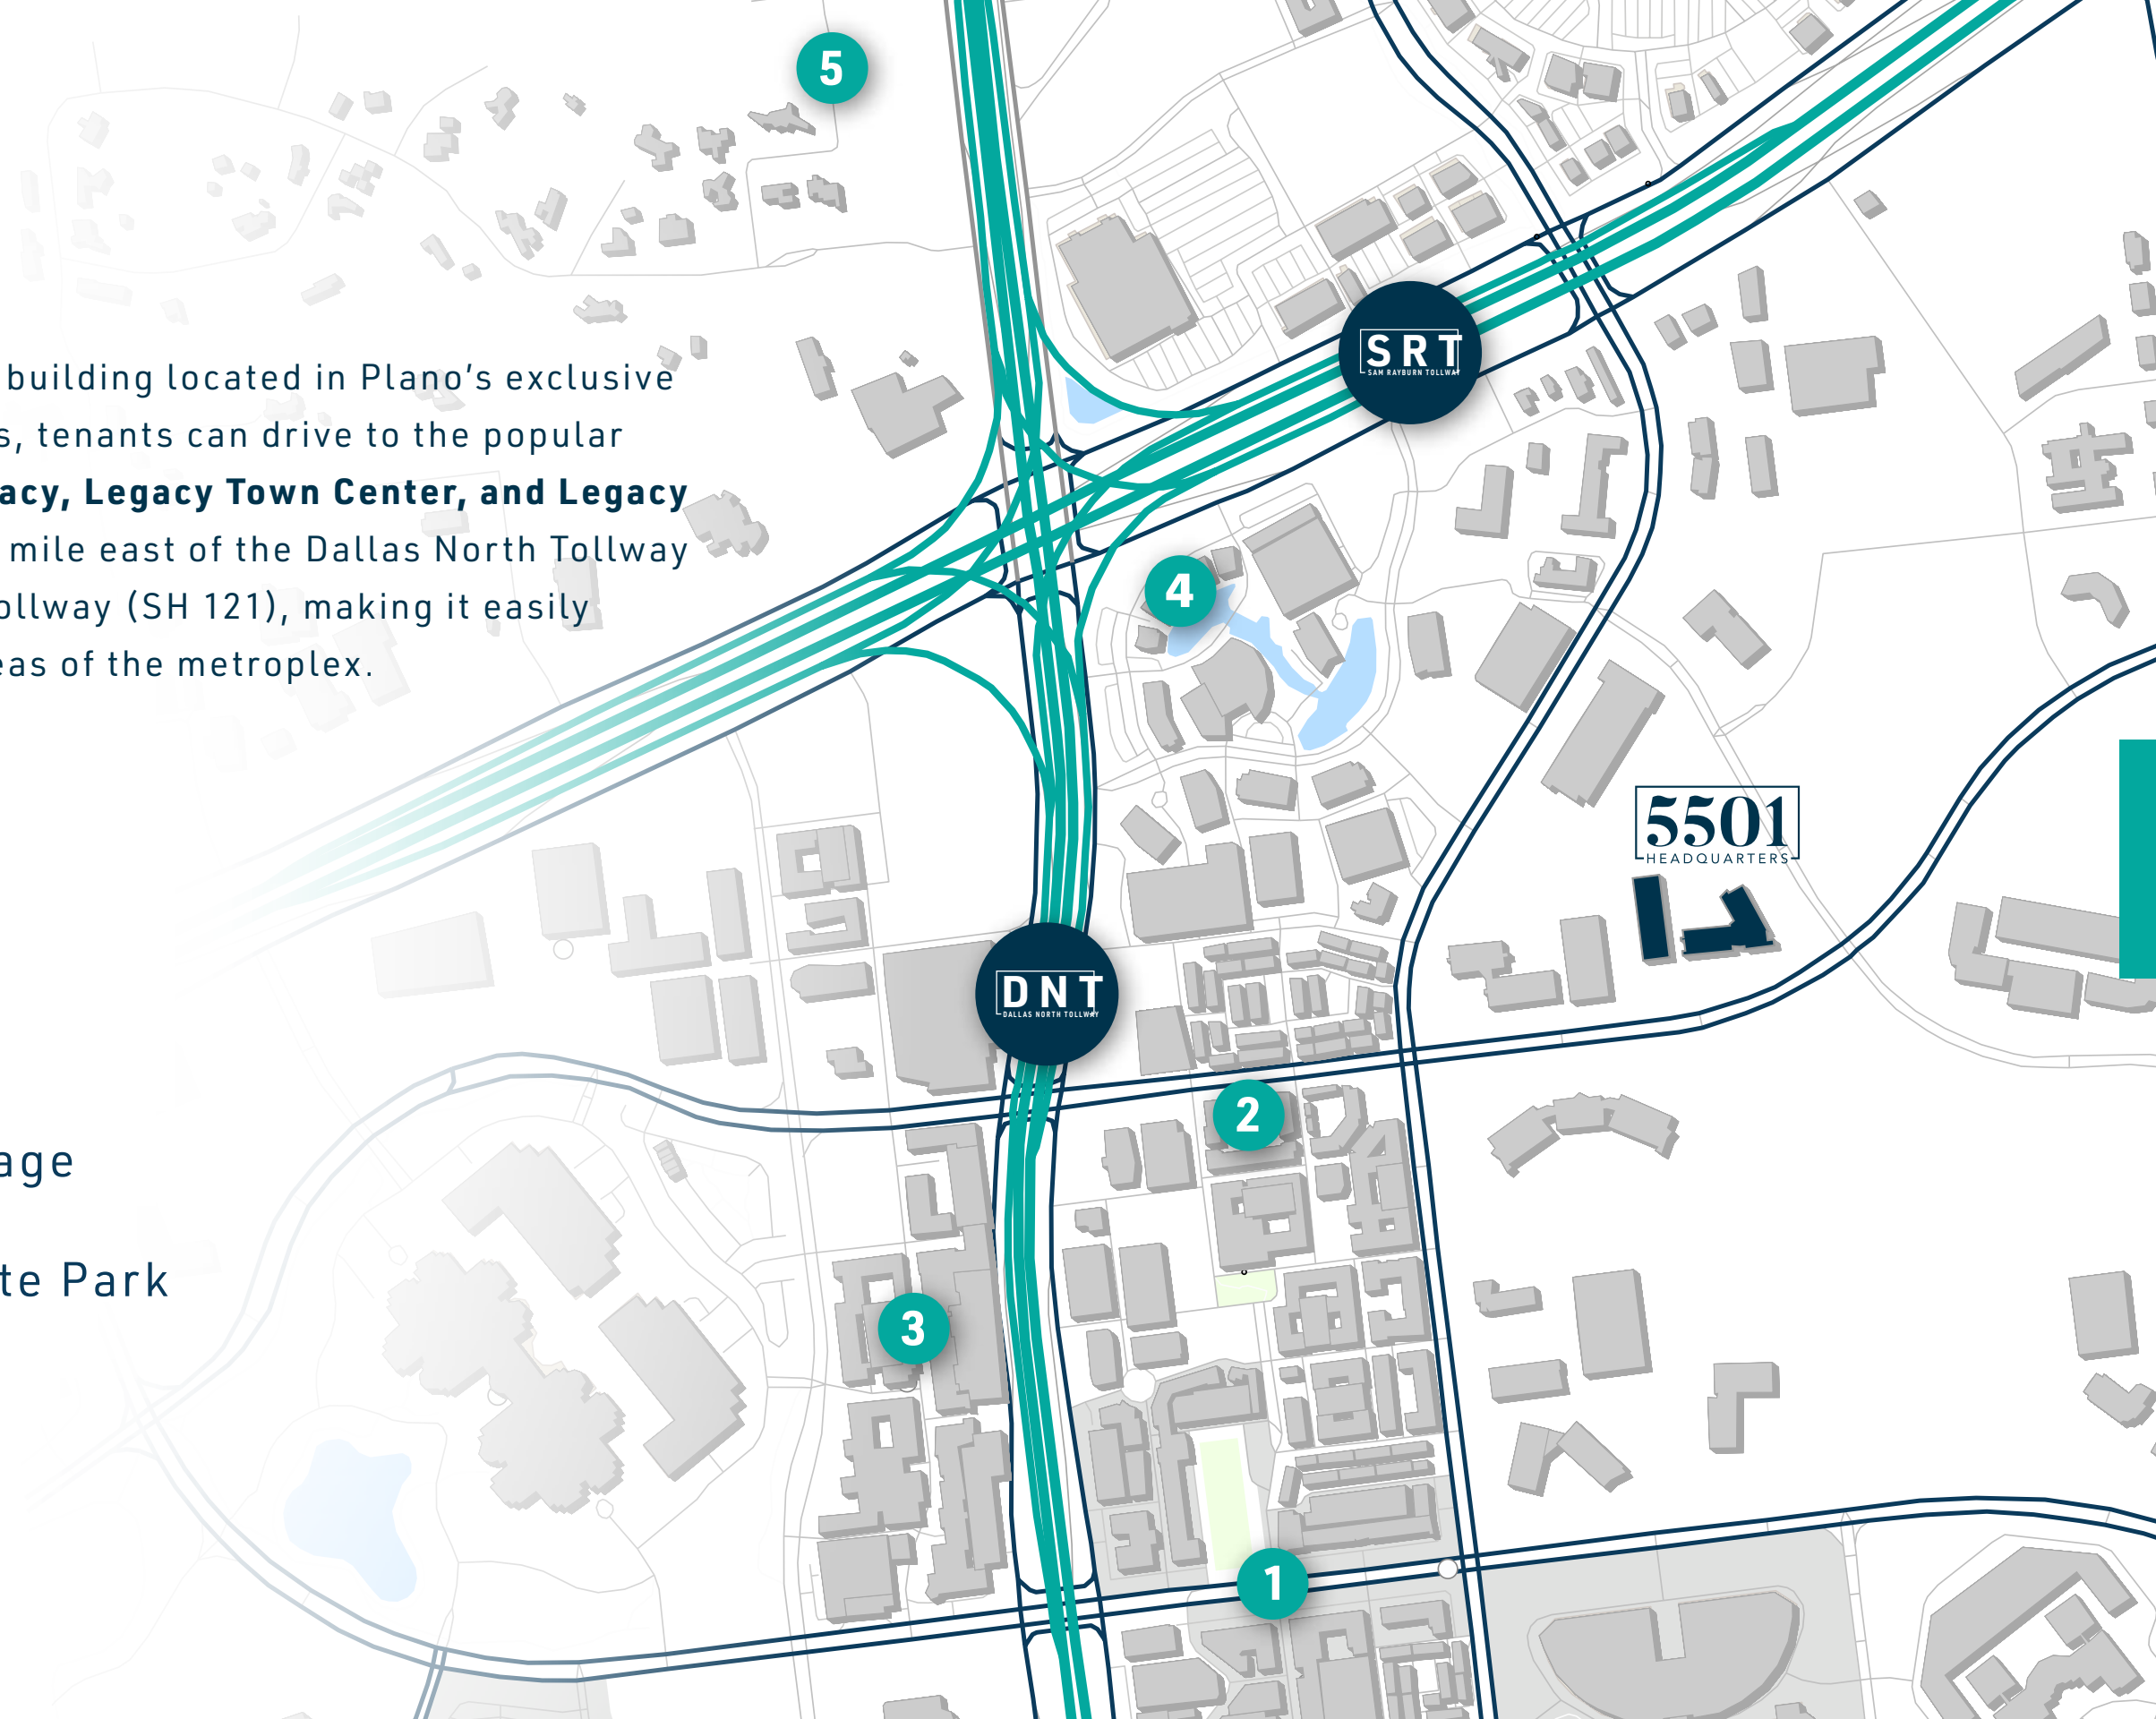 5
building located in Plano’s exclusive
s, tenants can drive to the popular
acy, Legacy Town Center, and Legacy
mile east of the Dallas North Tollway
ollway (SH 121), making it easily
eas of the metroplex.
SRT
SAM RAYBURN TOLLWAY
4
5501
HEADQUARTERS
DNT
DALLAS NORTH TOLLWAY
2
age
te Park
3
1